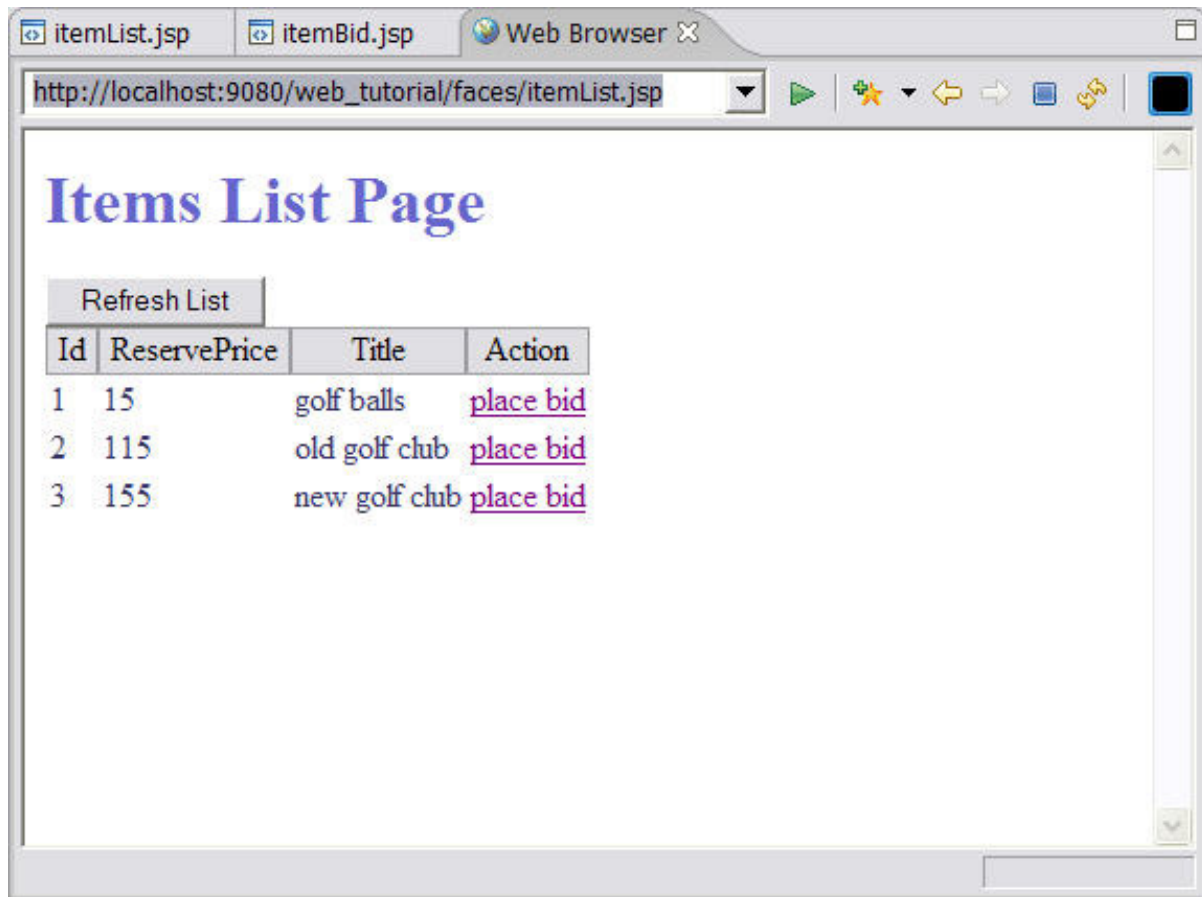 itemList.jsp itemBid.jsp Web Browser
http://localhost:9080/web_tutorial/faces/itemList.jsp
Items List Page
Refresh List
Id ReservePrice Title Action
1 15 golf balls place bid
2 115 old golf club place bid
3 155 new golf club place bid